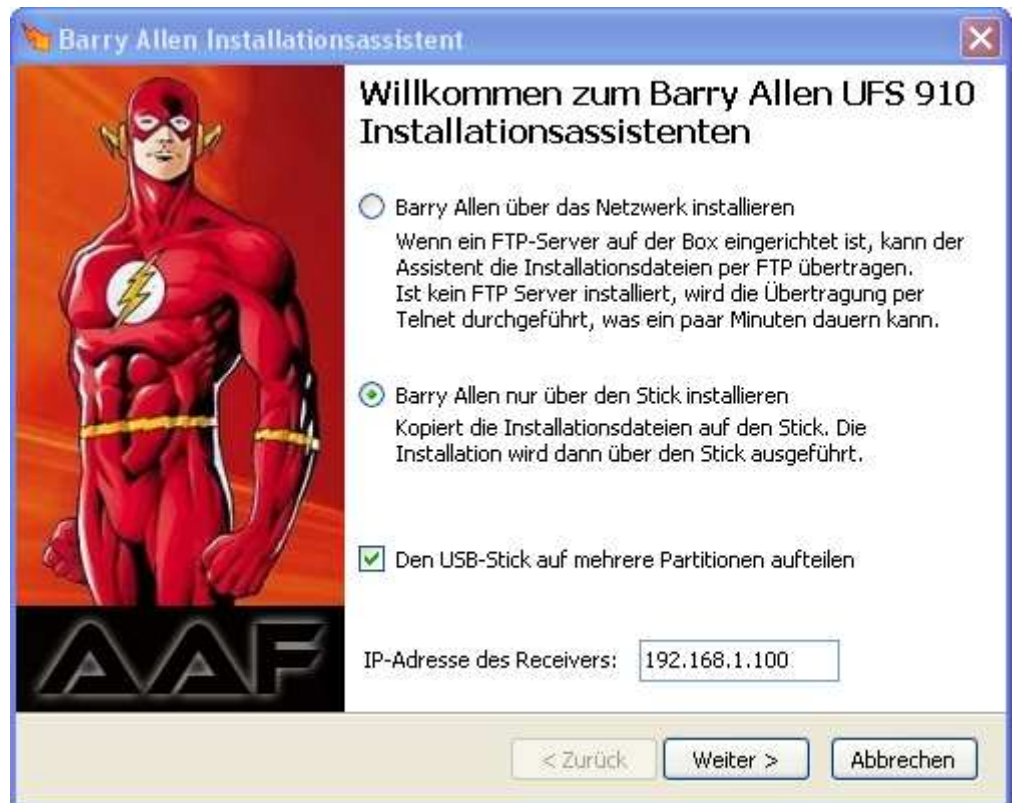 Barry Allen Installationsassistent
Willkommen zum Barry Allen UFS 910
Installationsassistenten
Barry Allen über das Netzwerk installieren
Wenn ein FTP-Server auf der Box eingerichtet ist, kann der
Assistent die Installationsdateien per FTP übertragen.
Ist kein FTP Server installiert, wird die Übertragung per
Telnet durchgeführt, was ein paar Minuten dauern kann.
Barry Allen nur über den Stick installieren
Kopiert die Installationsdateien auf den Stick. Die
Installation wird dann über den Stick ausgeführt.
Den USB-Stick auf mehrere Partitionen aufteilen
AAF
IP-Adresse des Receivers: 192.168.1.100
< Zurück Weiter > Abbrechen